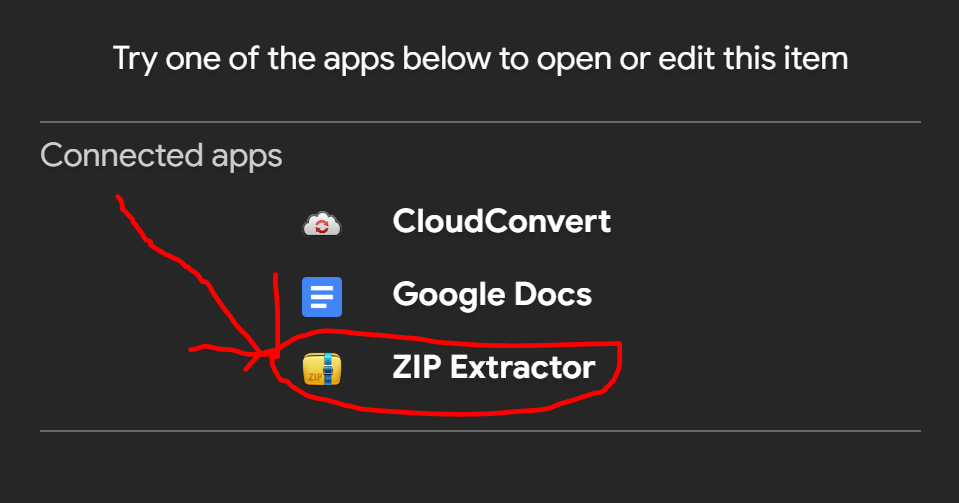 Try one of the apps below to open or edit this item
Connected apps
CloudConvert
Google Docs
ZIP
ZIP Extractor